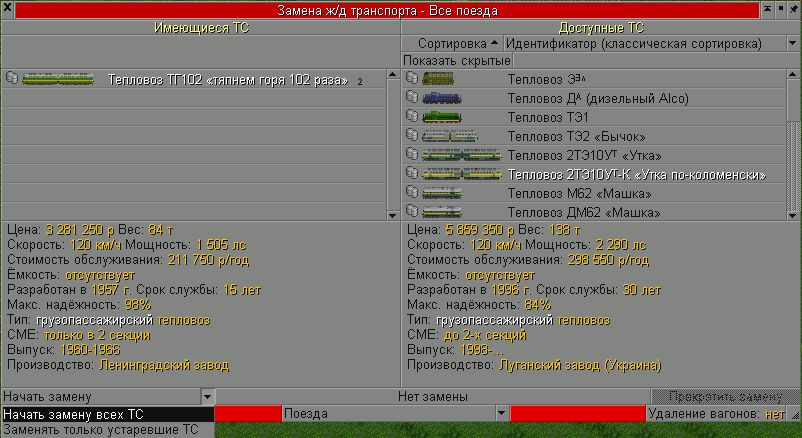 Замена ж/д транспорта - Все поезда
Имеющиеся ТС
Доступные ТС
Сортировка
Идентификатор (классическая сортировка)
Показать скрытые
Тепловоз ТГ102 «тяпнем горя 102 раза» 2
Тепловоз Ээл
Тепловоз Дᴬ (дизельный Alco)
Тепловоз ТЭ1
Тепловоз ТЭ2 «Бычок»
Тепловоз 2ТЭ10Уᵀ «Утка»
Тепловоз 2ТЭ10Уᵀ-К «Утка по-коломенски»
Тепловоз М62 «Машка»
Тепловоз ДМ62 «Машка»
Цена: 3 281 250 р Вес: 84 т
Скорость: 120 км/ч Мощность: 1 505 лс
Стоимость обслуживания: 211 750 р/год
Ёмкость: отсутствует
Разработан в 1957 г. Срок службы: 15 лет
Макс. надёжность: 98%
Тип: грузопассажирский тепловоз
СМЕ: только в 2 секции
Выпуск: 1960-1966
Производство: Ленинградский завод
Цена: 5 859 350 р Вес: 138 т
Скорость: 120 км/ч Мощность: 2 290 лс
Стоимость обслуживания: 298 550 р/год
Ёмкость: отсутствует
Разработан в 1996 г. Срок службы: 30 лет
Макс. надёжность: 84%
Тип: грузопассажирский тепловоз
СМЕ: до 2-х секций
Выпуск: 1998-...
Производство: Луганский завод (Украина)
Начать замену
Нет замены
Прекратить замену
Начать замену всех ТС
Заменять только устаревшие ТС
Поезда
Удаление вагонов: нет